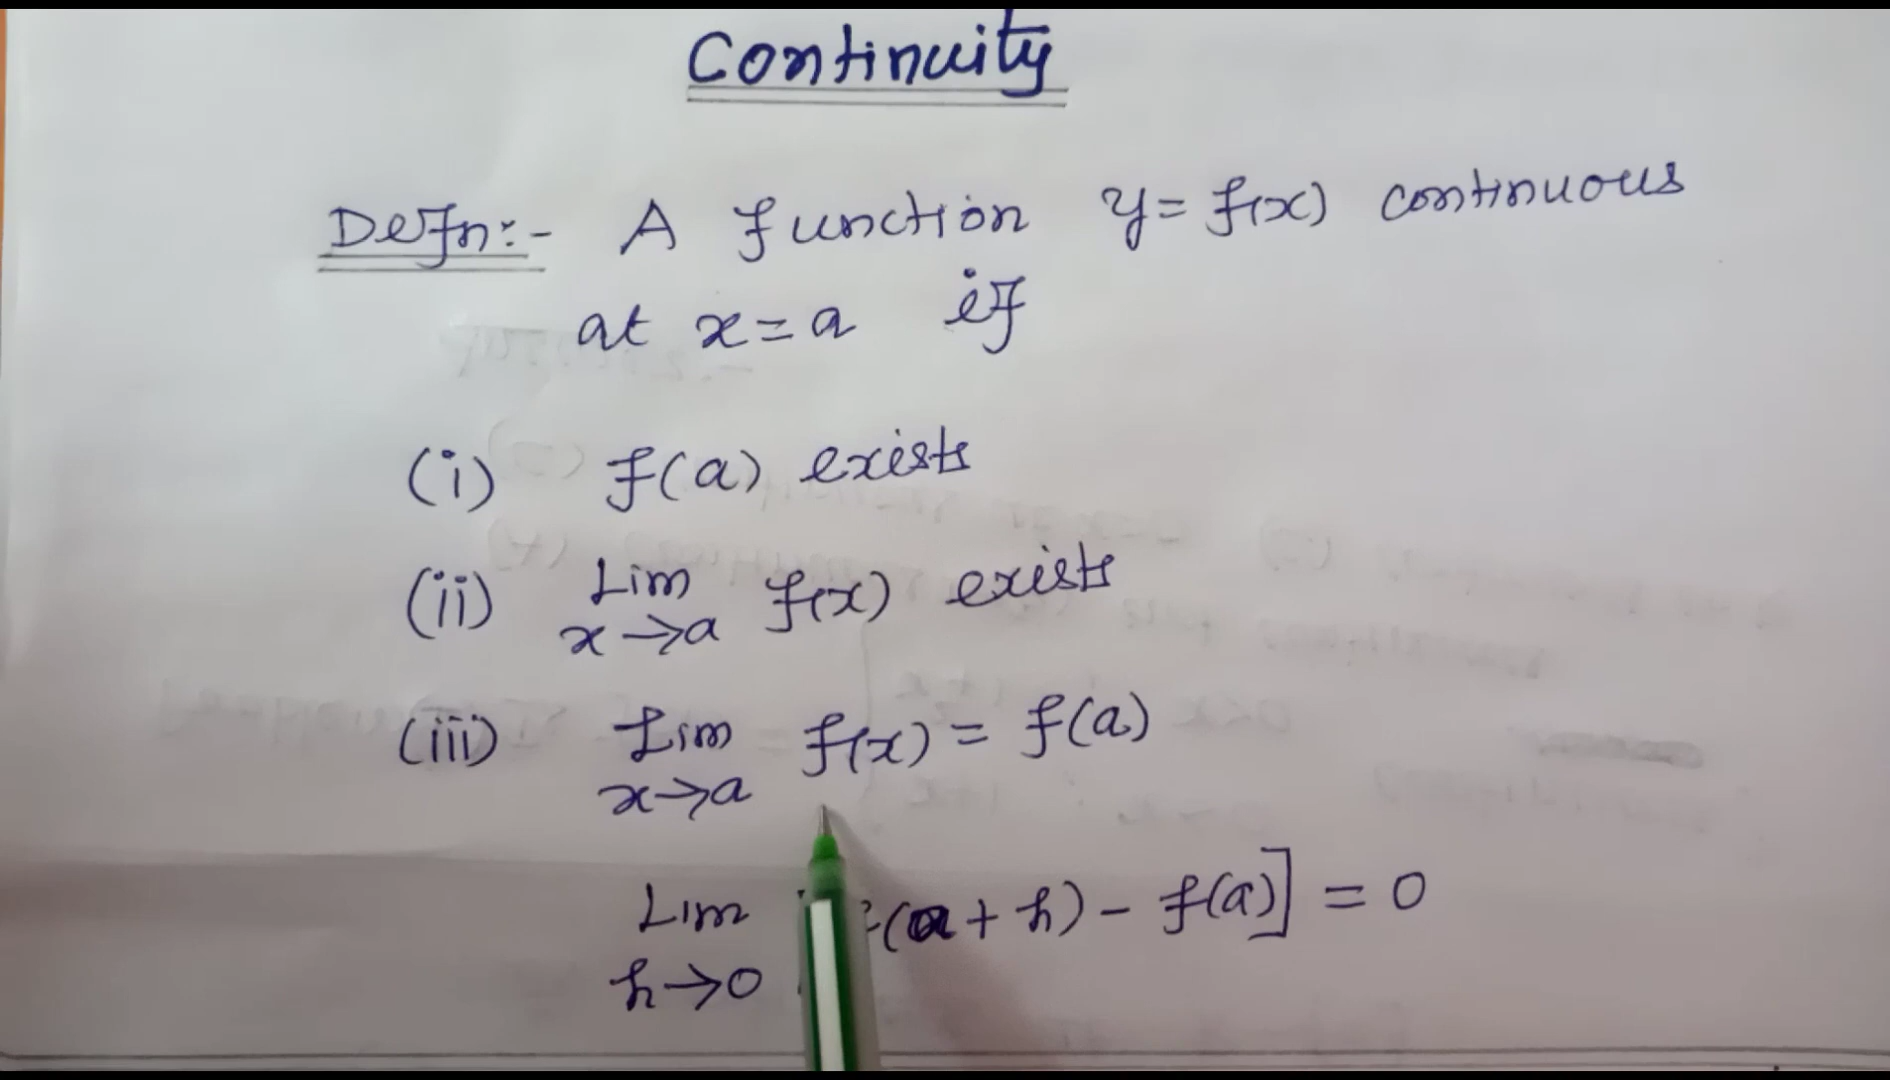 Continuity
Defn:- A function y = f(x) continuous
at x = a if
(i) f(a) exists
(ii) Lim f(x) exists
x→a
(iii) Lim f(x) = f(a)
x→a
Lim (a + h) - f(a)] = 0
h→0